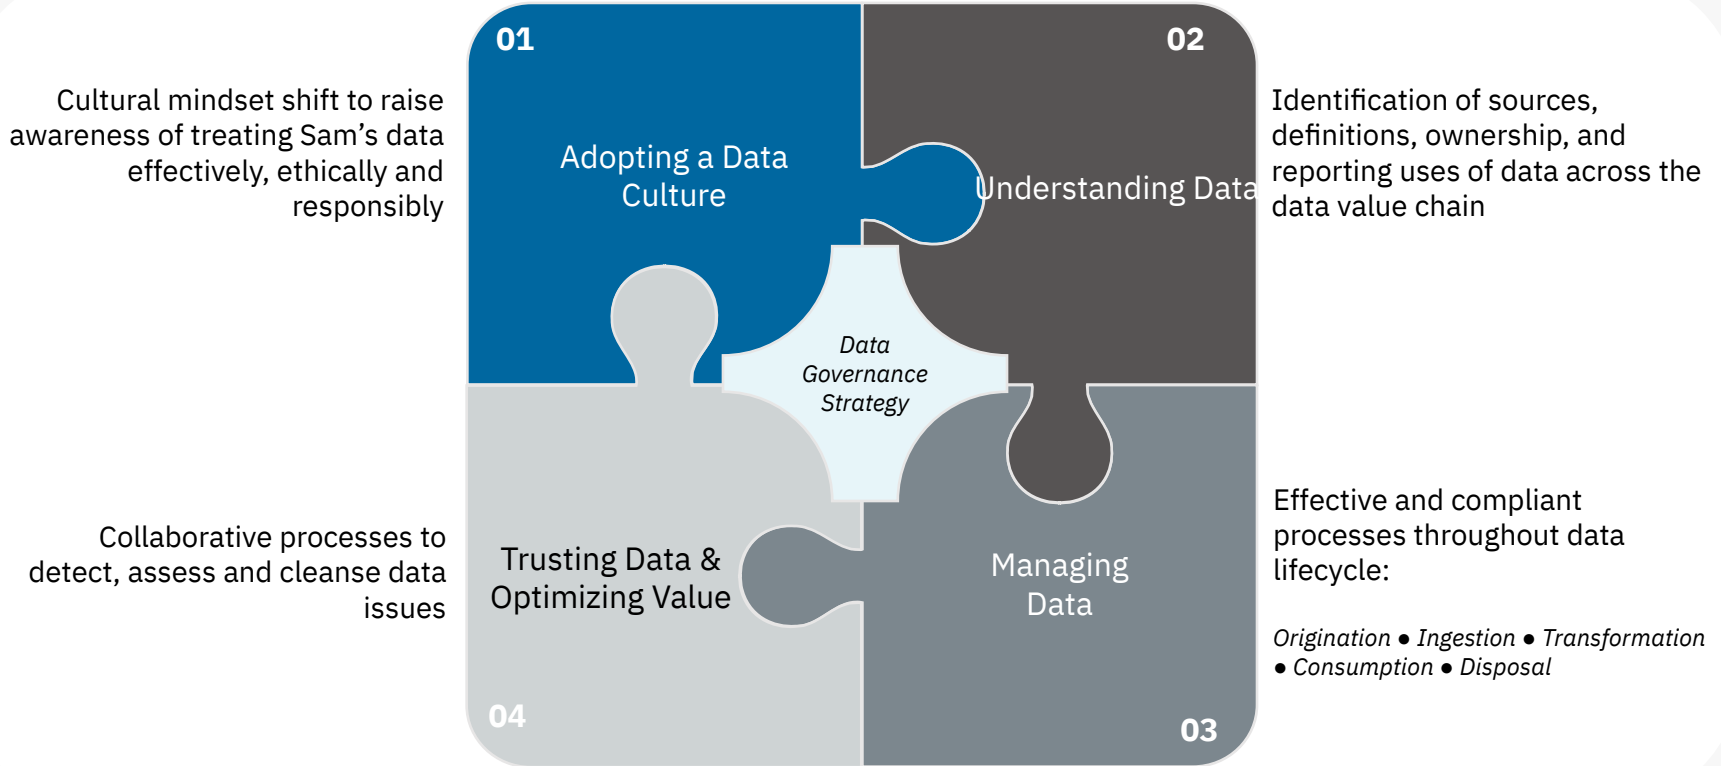 01
Cultural mindset shift to raise
awareness of treating Sam’s data
effectively, ethically and
responsibly
Adopting a Data
Culture
02
Understanding Data
Identification of sources,
definitions, ownership, and
reporting uses of data across the
data value chain
Data
Governance
Strategy
Collaborative processes to
detect, assess and cleanse data
issues
Trusting Data &
Optimizing Value
04
Managing
Data
03
Effective and compliant
processes throughout data
lifecycle:
Origination ● Ingestion ● Transformation
● Consumption ● Disposal